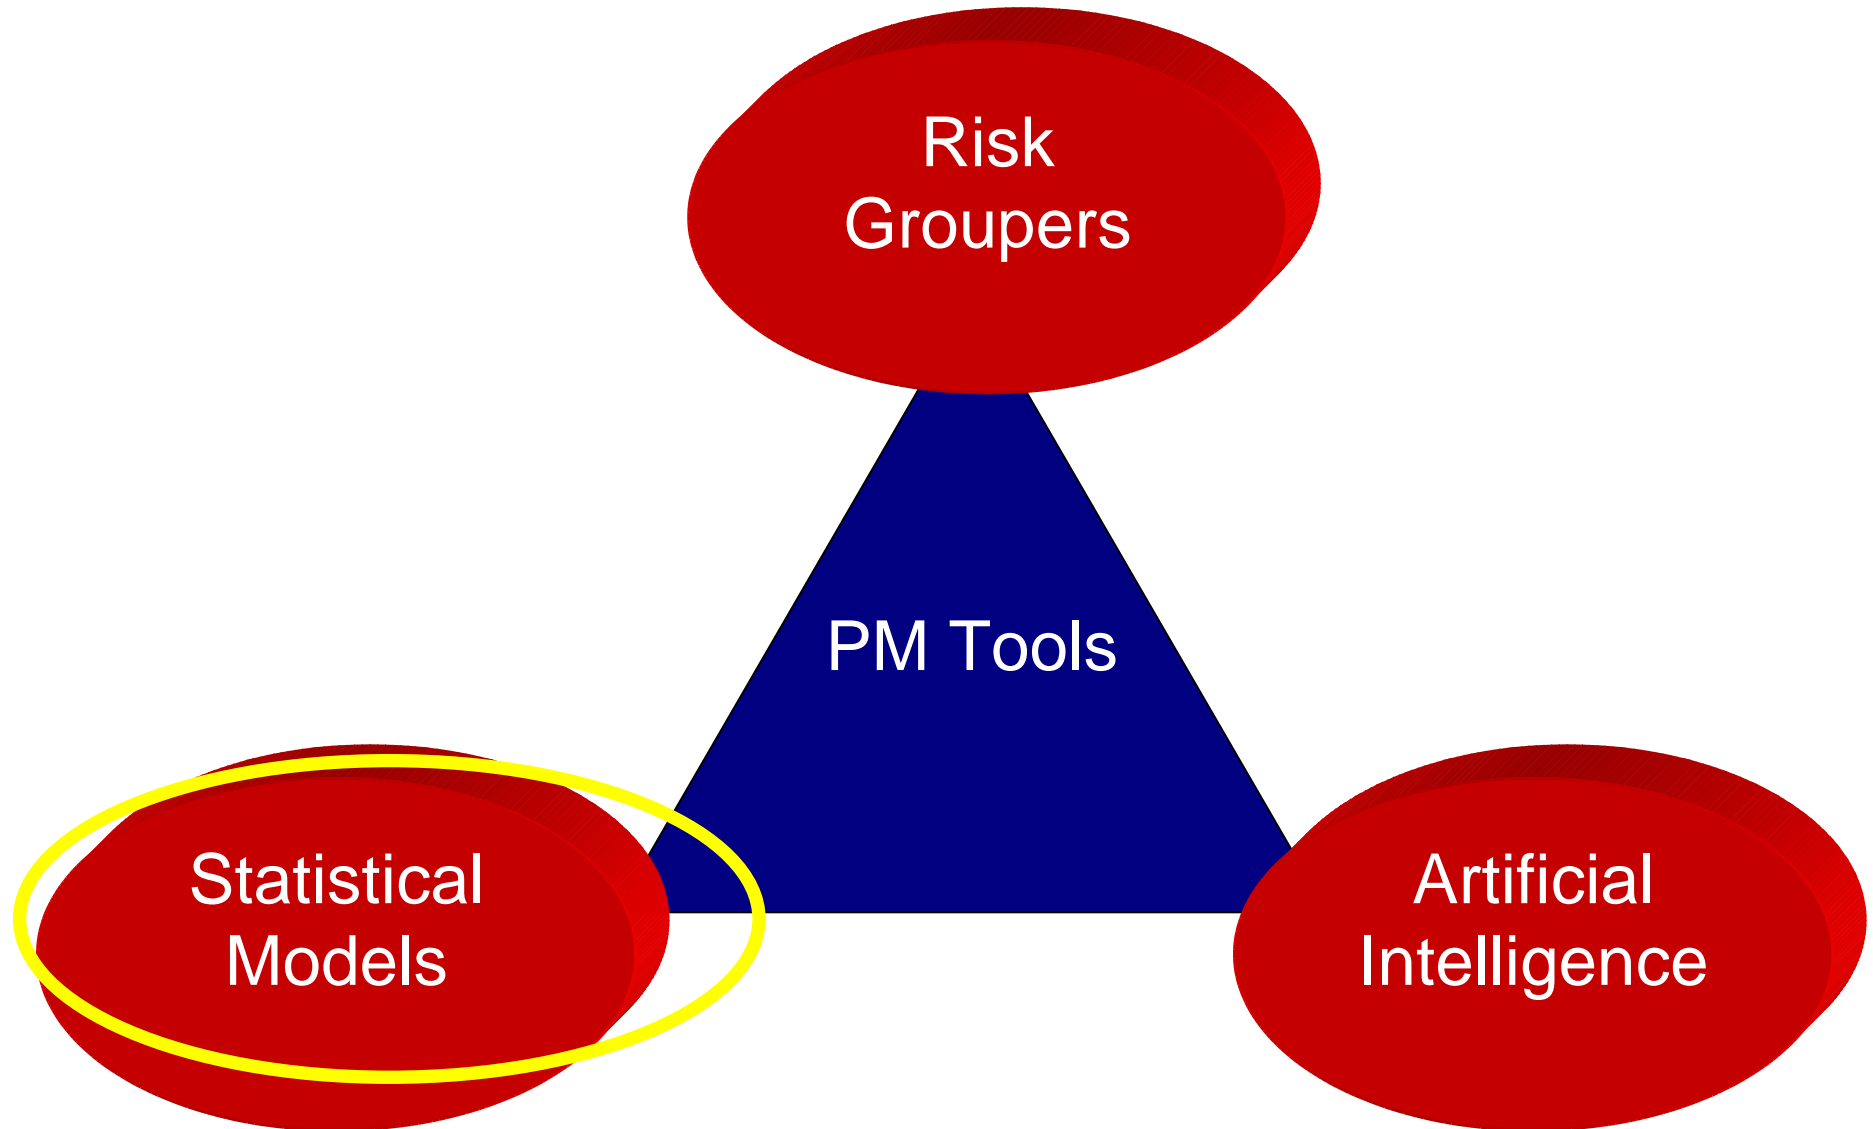 Risk
Groupers
PM Tools
Statistical
Models
Artificial
Intelligence